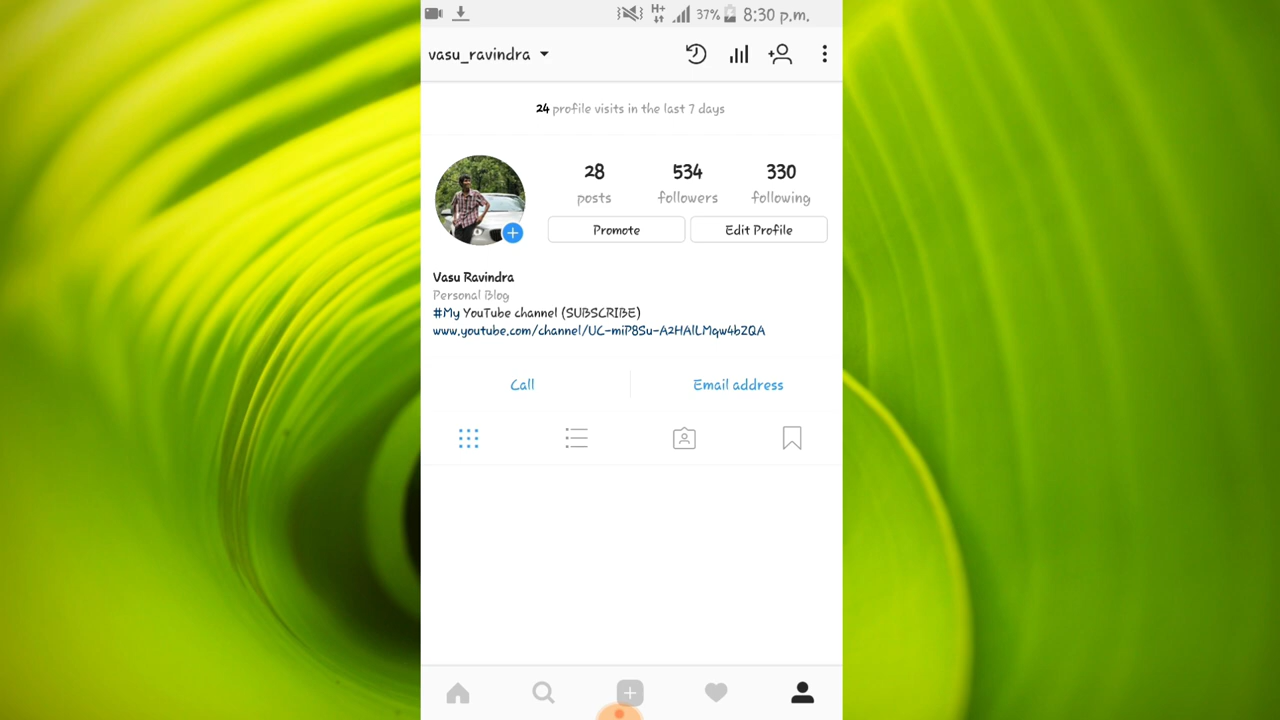 37% 8:30 p.m.
vasu_ravindra
24 profile visits in the last 7 days
28 534 330
posts followers following
Promote Edit Profile
Vasu Ravindra
Personal Blog
#My YouTube channel (SUBSCRIBE)
www.youtube.com/channel/UC-miP8Su-A2HAlLMqw4bZQA
Call Email address